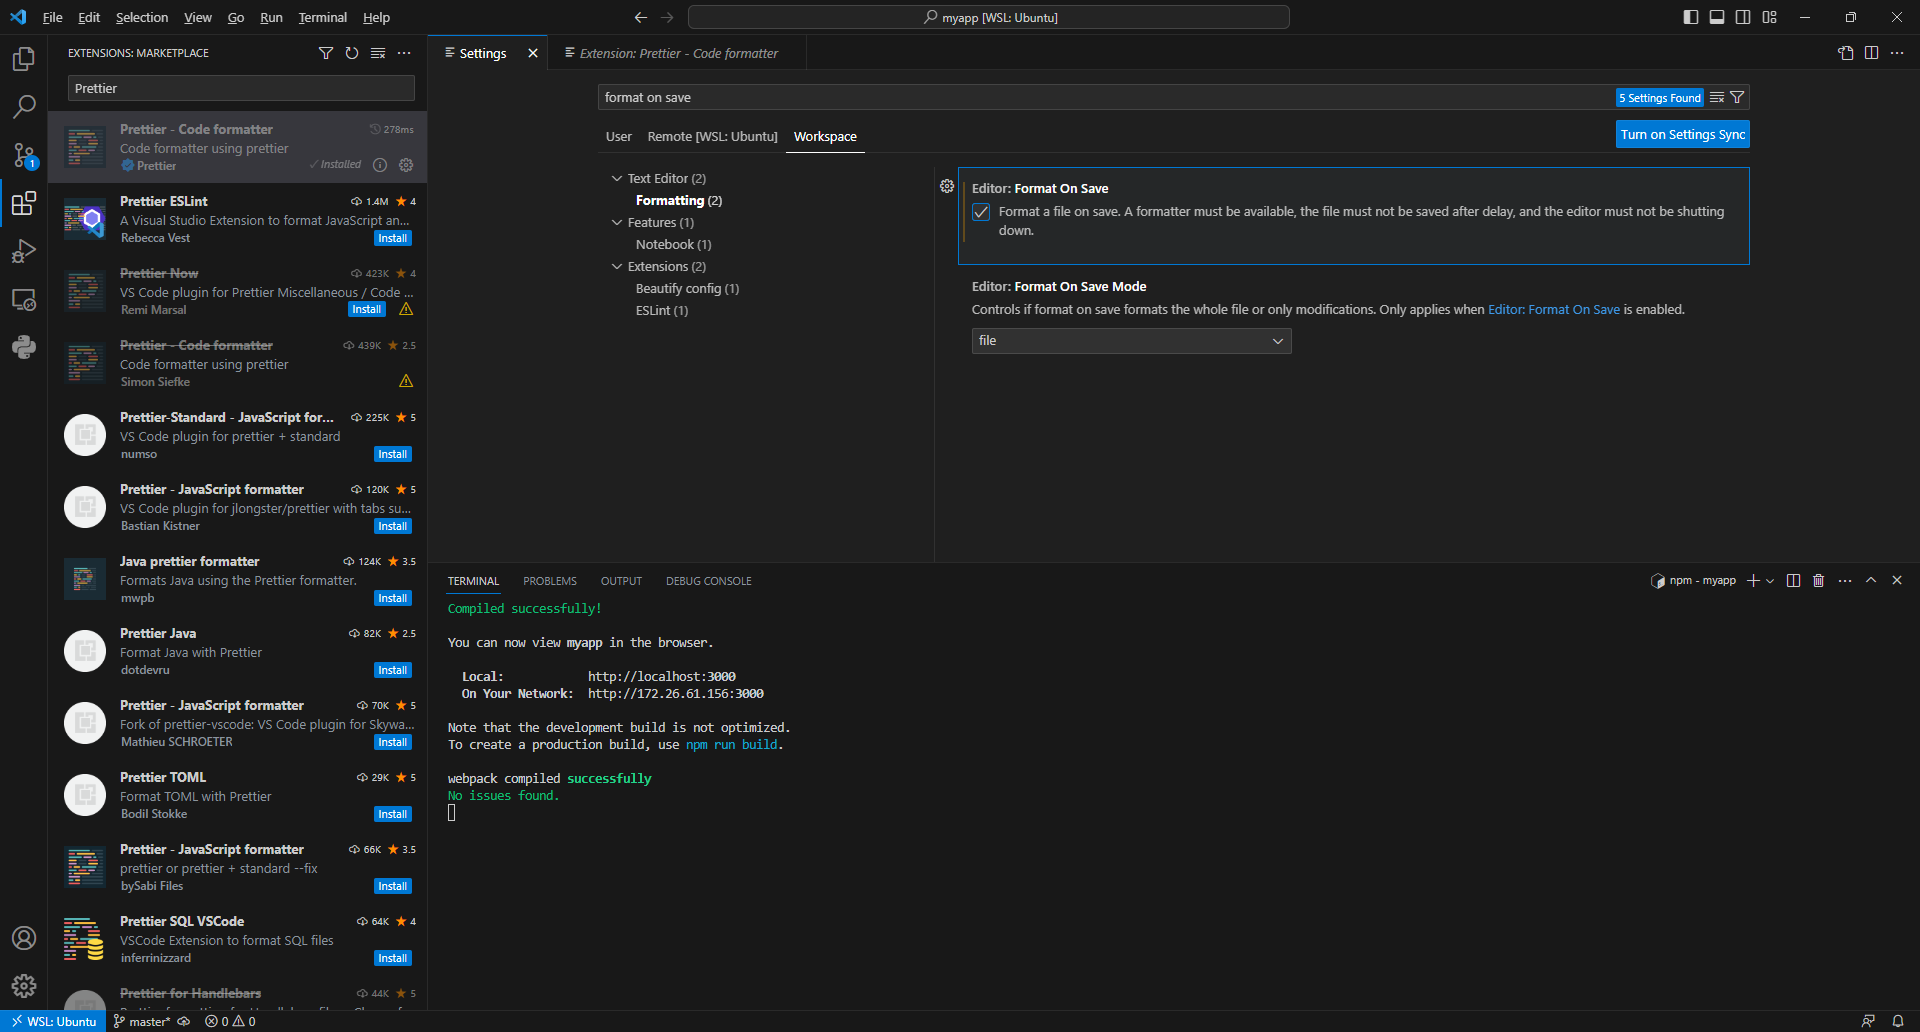 File Edit Selection View Go Run Terminal Help
myapp [WSL: Ubuntu]
EXTENSIONS: MARKETPLACE
Prettier
Prettier - Code formatter 278ms
Code formatter using prettier
Prettier Installed
Prettier ESLint 1.4M 4
A Visual Studio Extension to format JavaScript an...
Rebecca Vest Install
Prettier Now 423K 4
VS Code plugin for Prettier Miscellaneous / Code ...
Remi Marsal Install
Prettier - Code formatter 439K 2.5
Code formatter using prettier
Simon Siefke
Prettier-Standard - JavaScript for... 225K 5
VS Code plugin for prettier + standard
numso Install
Prettier - JavaScript formatter 120K 5
VS Code plugin for jlongster/prettier with tabs su...
Bastian Kistner Install
Java prettier formatter 124K 3.5
Formats Java using the Prettier formatter.
mwpb Install
Prettier Java 82K 2.5
Format Java with Prettier
dotdevru Install
Prettier - JavaScript formatter 70K 5
Fork of prettier-vscode: VS Code plugin for Skywa...
Mathieu SCHROETER Install
Prettier TOML 29K 5
Format TOML with Prettier
Bodil Stokke Install
Prettier - JavaScript formatter 66K 3.5
prettier or prettier + standard --fix
bySabi Files Install
Prettier SQL VSCode 64K 4
VSCode Extension to format SQL files
inferrinizzard Install
Prettier for Handlebars 44K 5
1
Settings Extension: Prettier - Code formatter
format on save 5 Settings Found
User Remote [WSL: Ubuntu] Workspace Turn on Settings Sync
Text Editor (2)
Formatting (2)
Features (1)
Notebook (1)
Extensions (2)
Beautify config (1)
ESLint (1)
Editor: Format On Save
Format a file on save. A formatter must be available, the file must not be saved after delay, and the editor must not be shutting
down.
Editor: Format On Save Mode
Controls if format on save formats the whole file or only modifications. Only applies when Editor: Format On Save is enabled.
file
TERMINAL PROBLEMS OUTPUT DEBUG CONSOLE npm - myapp
Compiled successfully!
You can now view myapp in the browser.
Local: http://localhost:3000
On Your Network: http://172.26.61.156:3000
Note that the development build is not optimized.
To create a production build, use npm run build.
webpack compiled successfully
No issues found.
WSL: Ubuntu master* 0 0